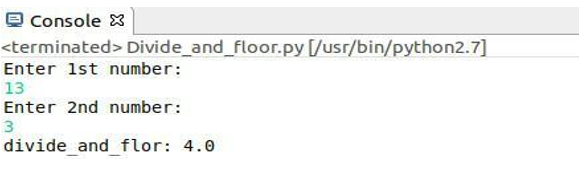 Console
<terminated> Divide_and_floor.py [/usr/bin/python2.7]
Enter 1st number:
13
Enter 2nd number:
3
divide_and_flor: 4.0